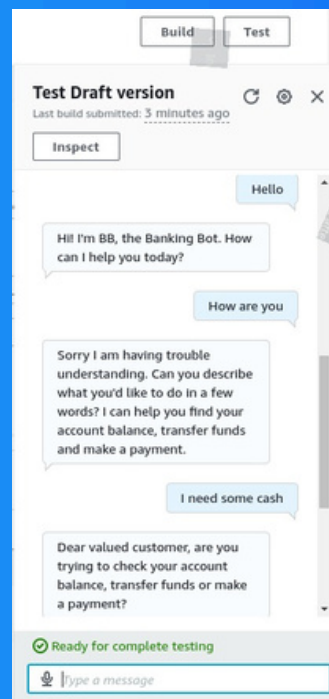 Build Test
Test Draft version
Last build submitted: 3 minutes ago
Inspect
Hello
Hi! I'm BB, the Banking Bot. How
can I help you today?
How are you
Sorry I am having trouble
understanding. Can you describe
what you'd like to do in a few
words? I can help you find your
account balance, transfer funds
and make a payment.
I need some cash
Dear valued customer, are you
trying to check your account
balance, transfer funds or make
a payment?
Ready for complete testing
Type a message